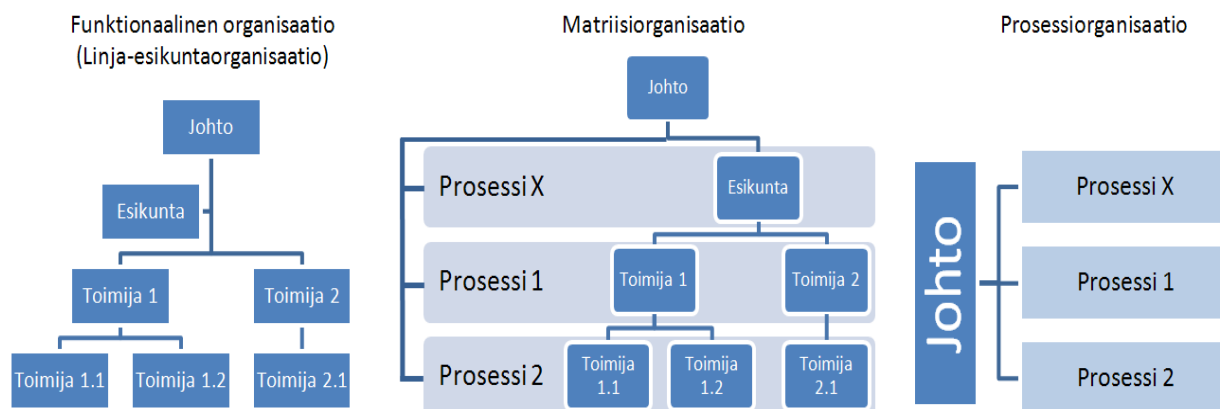 Funktionaalinen organisaatio
(Linja-esikuntaorganisaatio)
Johto
Esikunta
Toimija 1
Toimija 2
Toimija 1.1
Toimija 1.2
Toimija 2.1
Matriisiorganisaatio
Johto
Prosessi X
Esikunta
Prosessi 1
Toimija 1
Toimija 2
Prosessi 2
Toimija
1.1
Toimija
1.2
Toimija
2.1
Prosessiorganisaatio
Johto
Prosessi X
Prosessi 1
Prosessi 2